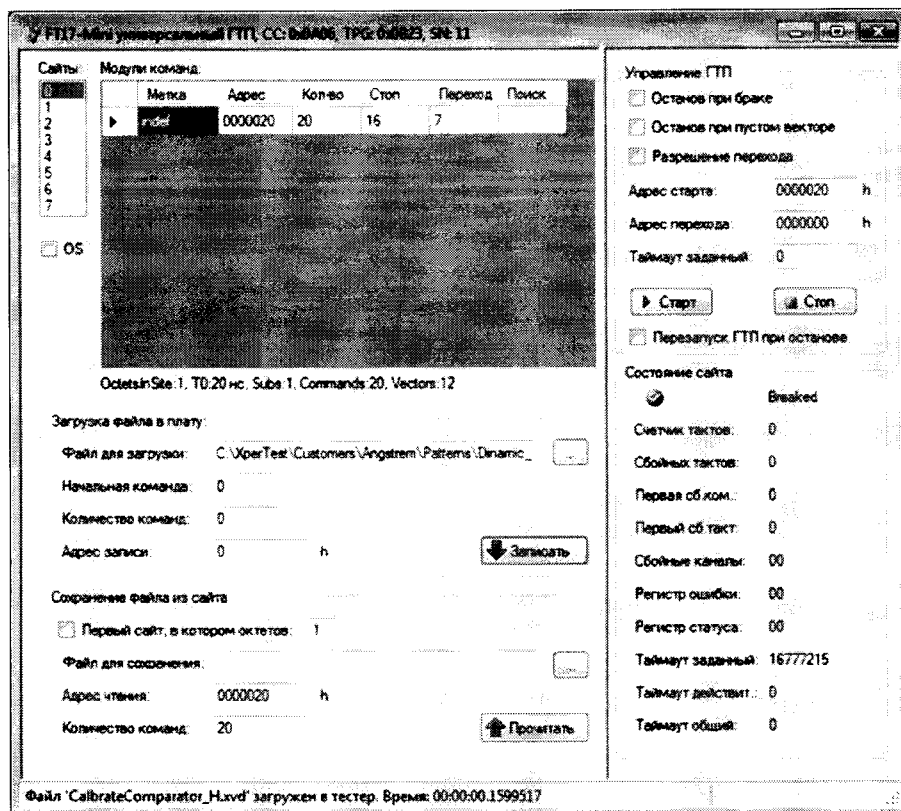 FT17-Mini универсальный ГТП, CC: 0x0A06, TPG: 0x0B23, SN: 11
Сайты:
0
1
2
3
4
5
6
7
OS
Модули команд:
Метка Адрес Кол-во Стоп Переход Поиск
indef 0000020 20 16 7
OctetsInSite:1, T0:20 нс, Subs:1, Commands:20, Vectors:12
Загрузка файла в плату:
Файл для загрузки: C:\XperTest\Customers\Angstrem\Patterns\Dinamic_ ...
Начальная команда: 0
Количество команд: 0
Адрес записи: 0 h
Записать
Сохранение файла из сайта
Первый сайт, в котором октетов: 1
Файл для сохранения: ...
Адрес чтения: 0000020 h
Количество команд: 20
Прочитать
Управление ГТП
Останов при браке
Останов при пустом векторе
Разрешение перехода
Адрес старта: 0000020 h
Адрес перехода: 0000000 h
Таймаут заданный: 0
Старт Стоп
Перезапуск ГТП при останове
Состояние сайта
Breaked
Счетчик тактов: 0
Сбойных тактов: 0
Первая сб.ком.: 0
Первый сб такт: 0
Сбойные каналы: 00
Регистр ошибки: 00
Регистр статуса: 00
Таймаут заданный: 16777215
Таймаут действит.: 0
Таймаут общий: 0
Файл 'CalibrateComparator_H.xvd' загружен в тестер. Время: 00:00:00.1599517